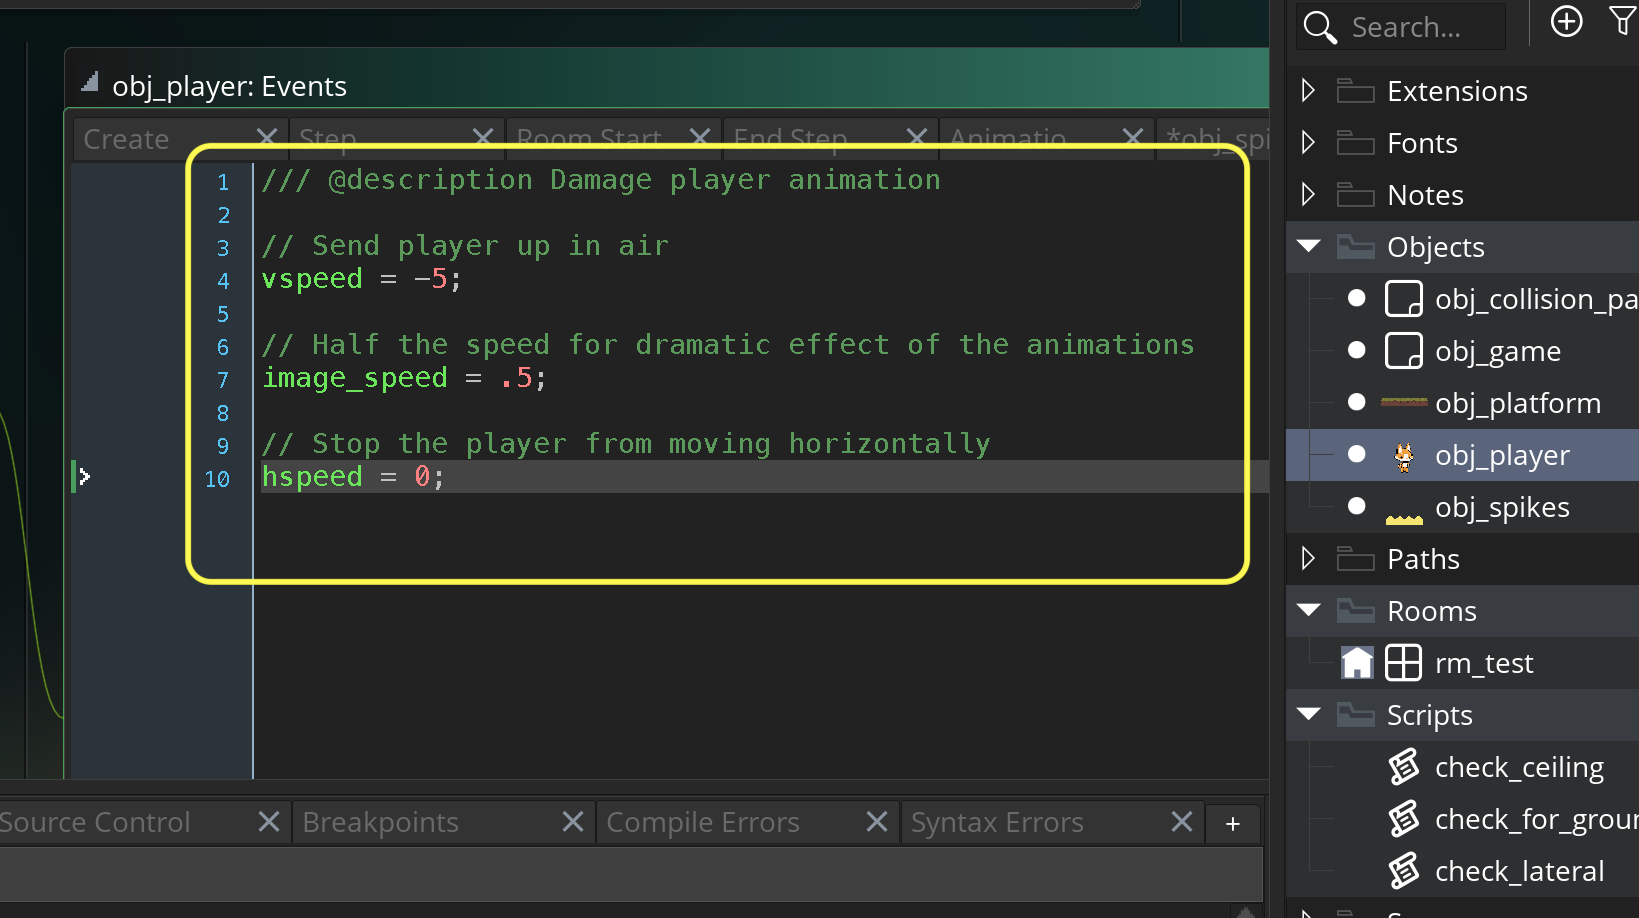 Search...
obj_player: Events
Create
Step
Room Start
End Step
Animatio
*obj_spi
1 /// @description Damage player animation
2
3 // Send player up in air
4 vspeed = -5;
5
6 // Half the speed for dramatic effect of the animations
7 image_speed = .5;
8
9 // Stop the player from moving horizontally
10 hspeed = 0;
Extensions
Fonts
Notes
Objects
obj_collision_pa
obj_game
obj_platform
obj_player
obj_spikes
Paths
Rooms
rm_test
Scripts
check_ceiling
check_for_groun
check_lateral
Source Control
Breakpoints
Compile Errors
Syntax Errors
+